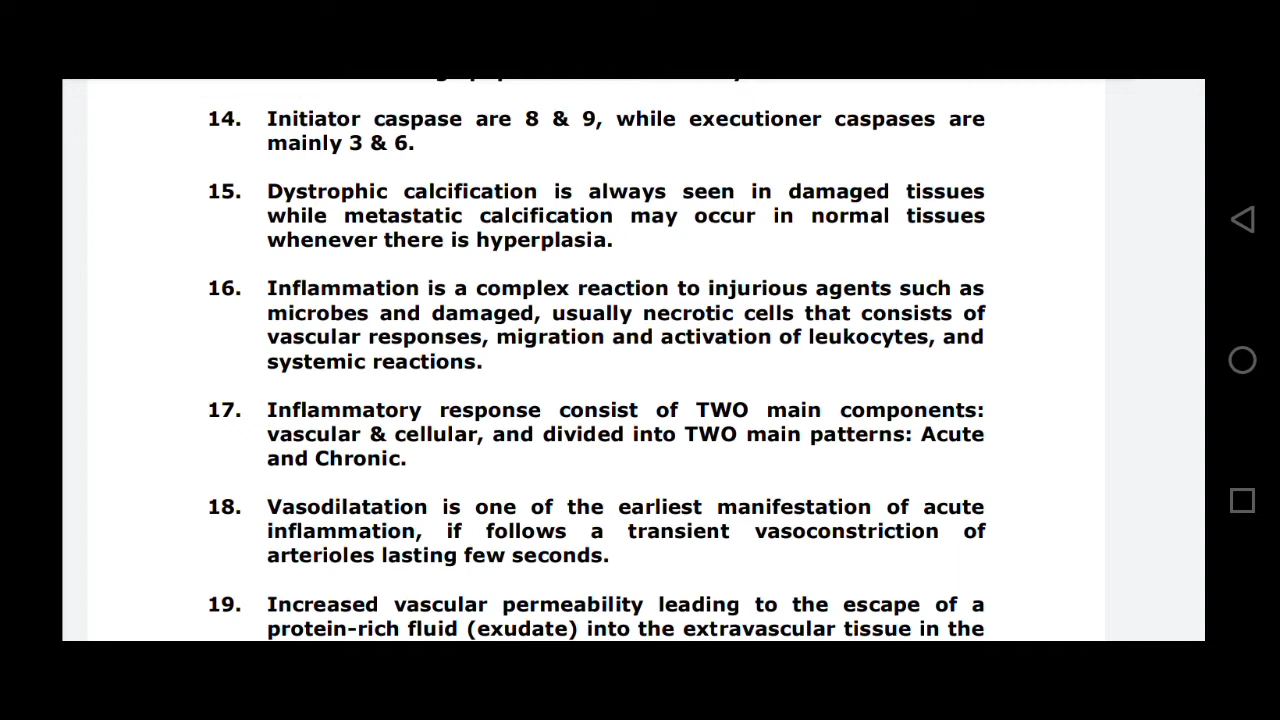 14. Initiator caspase are 8 & 9, while executioner caspases are
mainly 3 & 6.
15. Dystrophic calcification is always seen in damaged tissues
while metastatic calcification may occur in normal tissues
whenever there is hyperplasia.
16. Inflammation is a complex reaction to injurious agents such as
microbes and damaged, usually necrotic cells that consists of
vascular responses, migration and activation of leukocytes, and
systemic reactions.
17. Inflammatory response consist of TWO main components:
vascular & cellular, and divided into TWO main patterns: Acute
and Chronic.
18. Vasodilatation is one of the earliest manifestation of acute
inflammation, if follows a transient vasoconstriction of
arterioles lasting few seconds.
19. Increased vascular permeability leading to the escape of a
protein-rich fluid (exudate) into the extravascular tissue in the